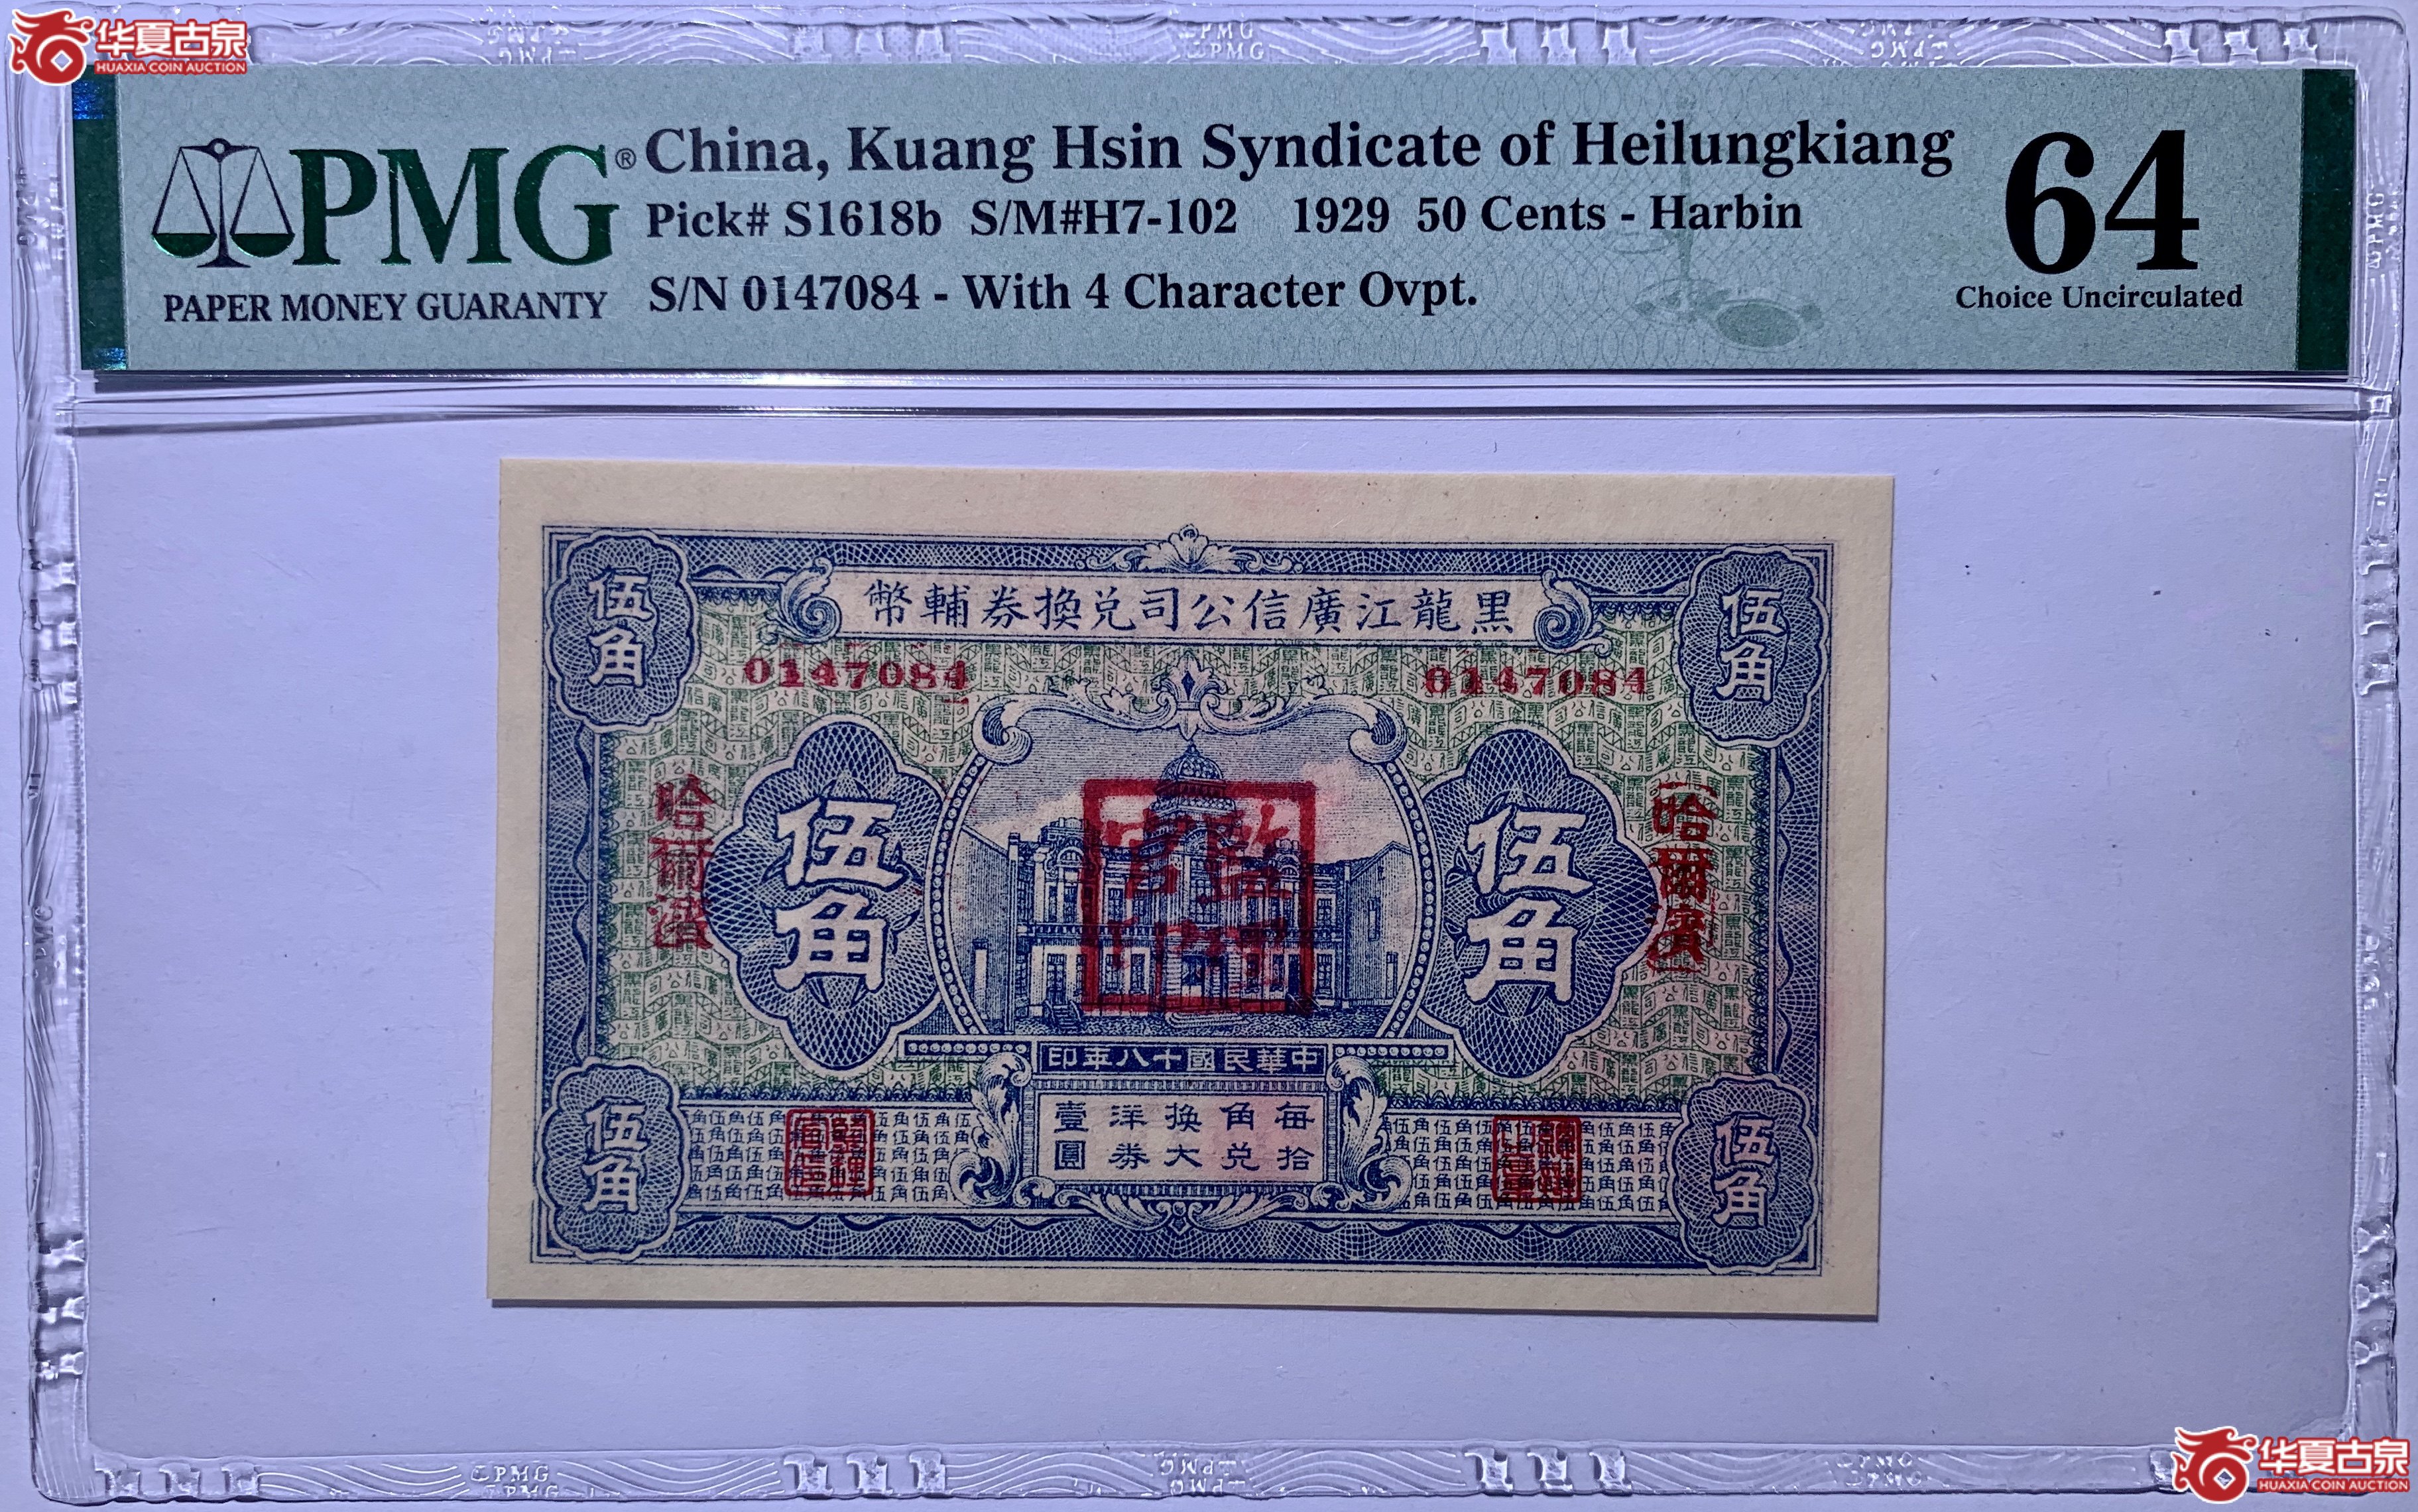 华夏古泉
HUAXIA COIN AUCTION
PMG®
PAPER MONEY GUARANTY
China, Kuang Hsin Syndicate of Heilungkiang
Pick# S1618b S/M#H7-102 1929 50 Cents - Harbin
S/N 0147084 - With 4 Character Ovpt.
64
Choice Uncirculated
伍角
幣輔券換兌司公信廣江龍黑
伍角
0147084
0147084
哈爾濱
伍角
監理官印
伍角
哈爾濱
印年八十國民華中
每拾角兌換大洋券壹圓
伍角
伍角
华夏古泉
HUAXIA COIN AUCTION